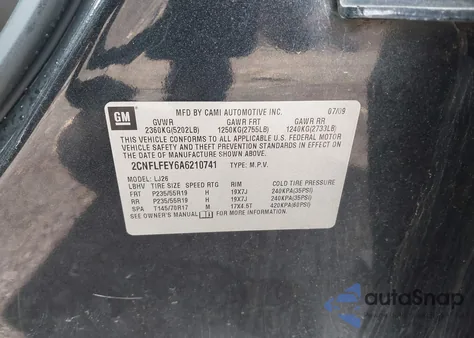 GM
MFD BY CAMI AUTOMOTIVE INC. 07/09
GVWR GAWR FRT GAWR RR
2360KG(5202LB) 1250KG(2755LB) 1240KG(2733LB)
THIS VEHICLE CONFORMS TO ALL APPLICABLE U.S. FEDERAL MOTOR
VEHICLE SAFETY AND THEFT PREVENTION STANDARDS IN EFFECT ON
THE DATE OF MANUFACTURE SHOWN ABOVE.
2CNFLFEY6A6210741 TYPE: M.P.V.
MODEL: LJ26
LBHV TIRE SIZE SPEED RTG RIM COLD TIRE PRESSURE
FRT P235/55R19 H 19X7J 240KPA(35PSI)
RR P235/55R19 H 19X7J 240KPA(35PSI)
SPA T145/70R17 M 17X4.5T 420KPA(60PSI)
SEE OWNER'S MANUAL FOR MORE INFORMATION.
autoSnap